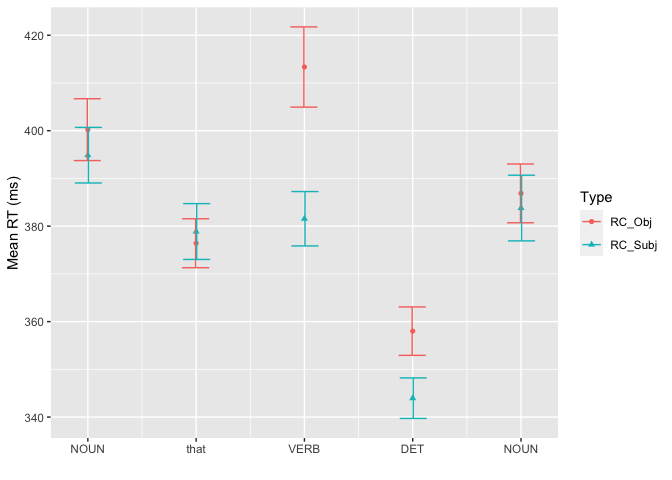 420
400
380
360
340
Mean RT (ms)
NOUN that VERB DET NOUN
Type
RC_Obj
RC_Subj